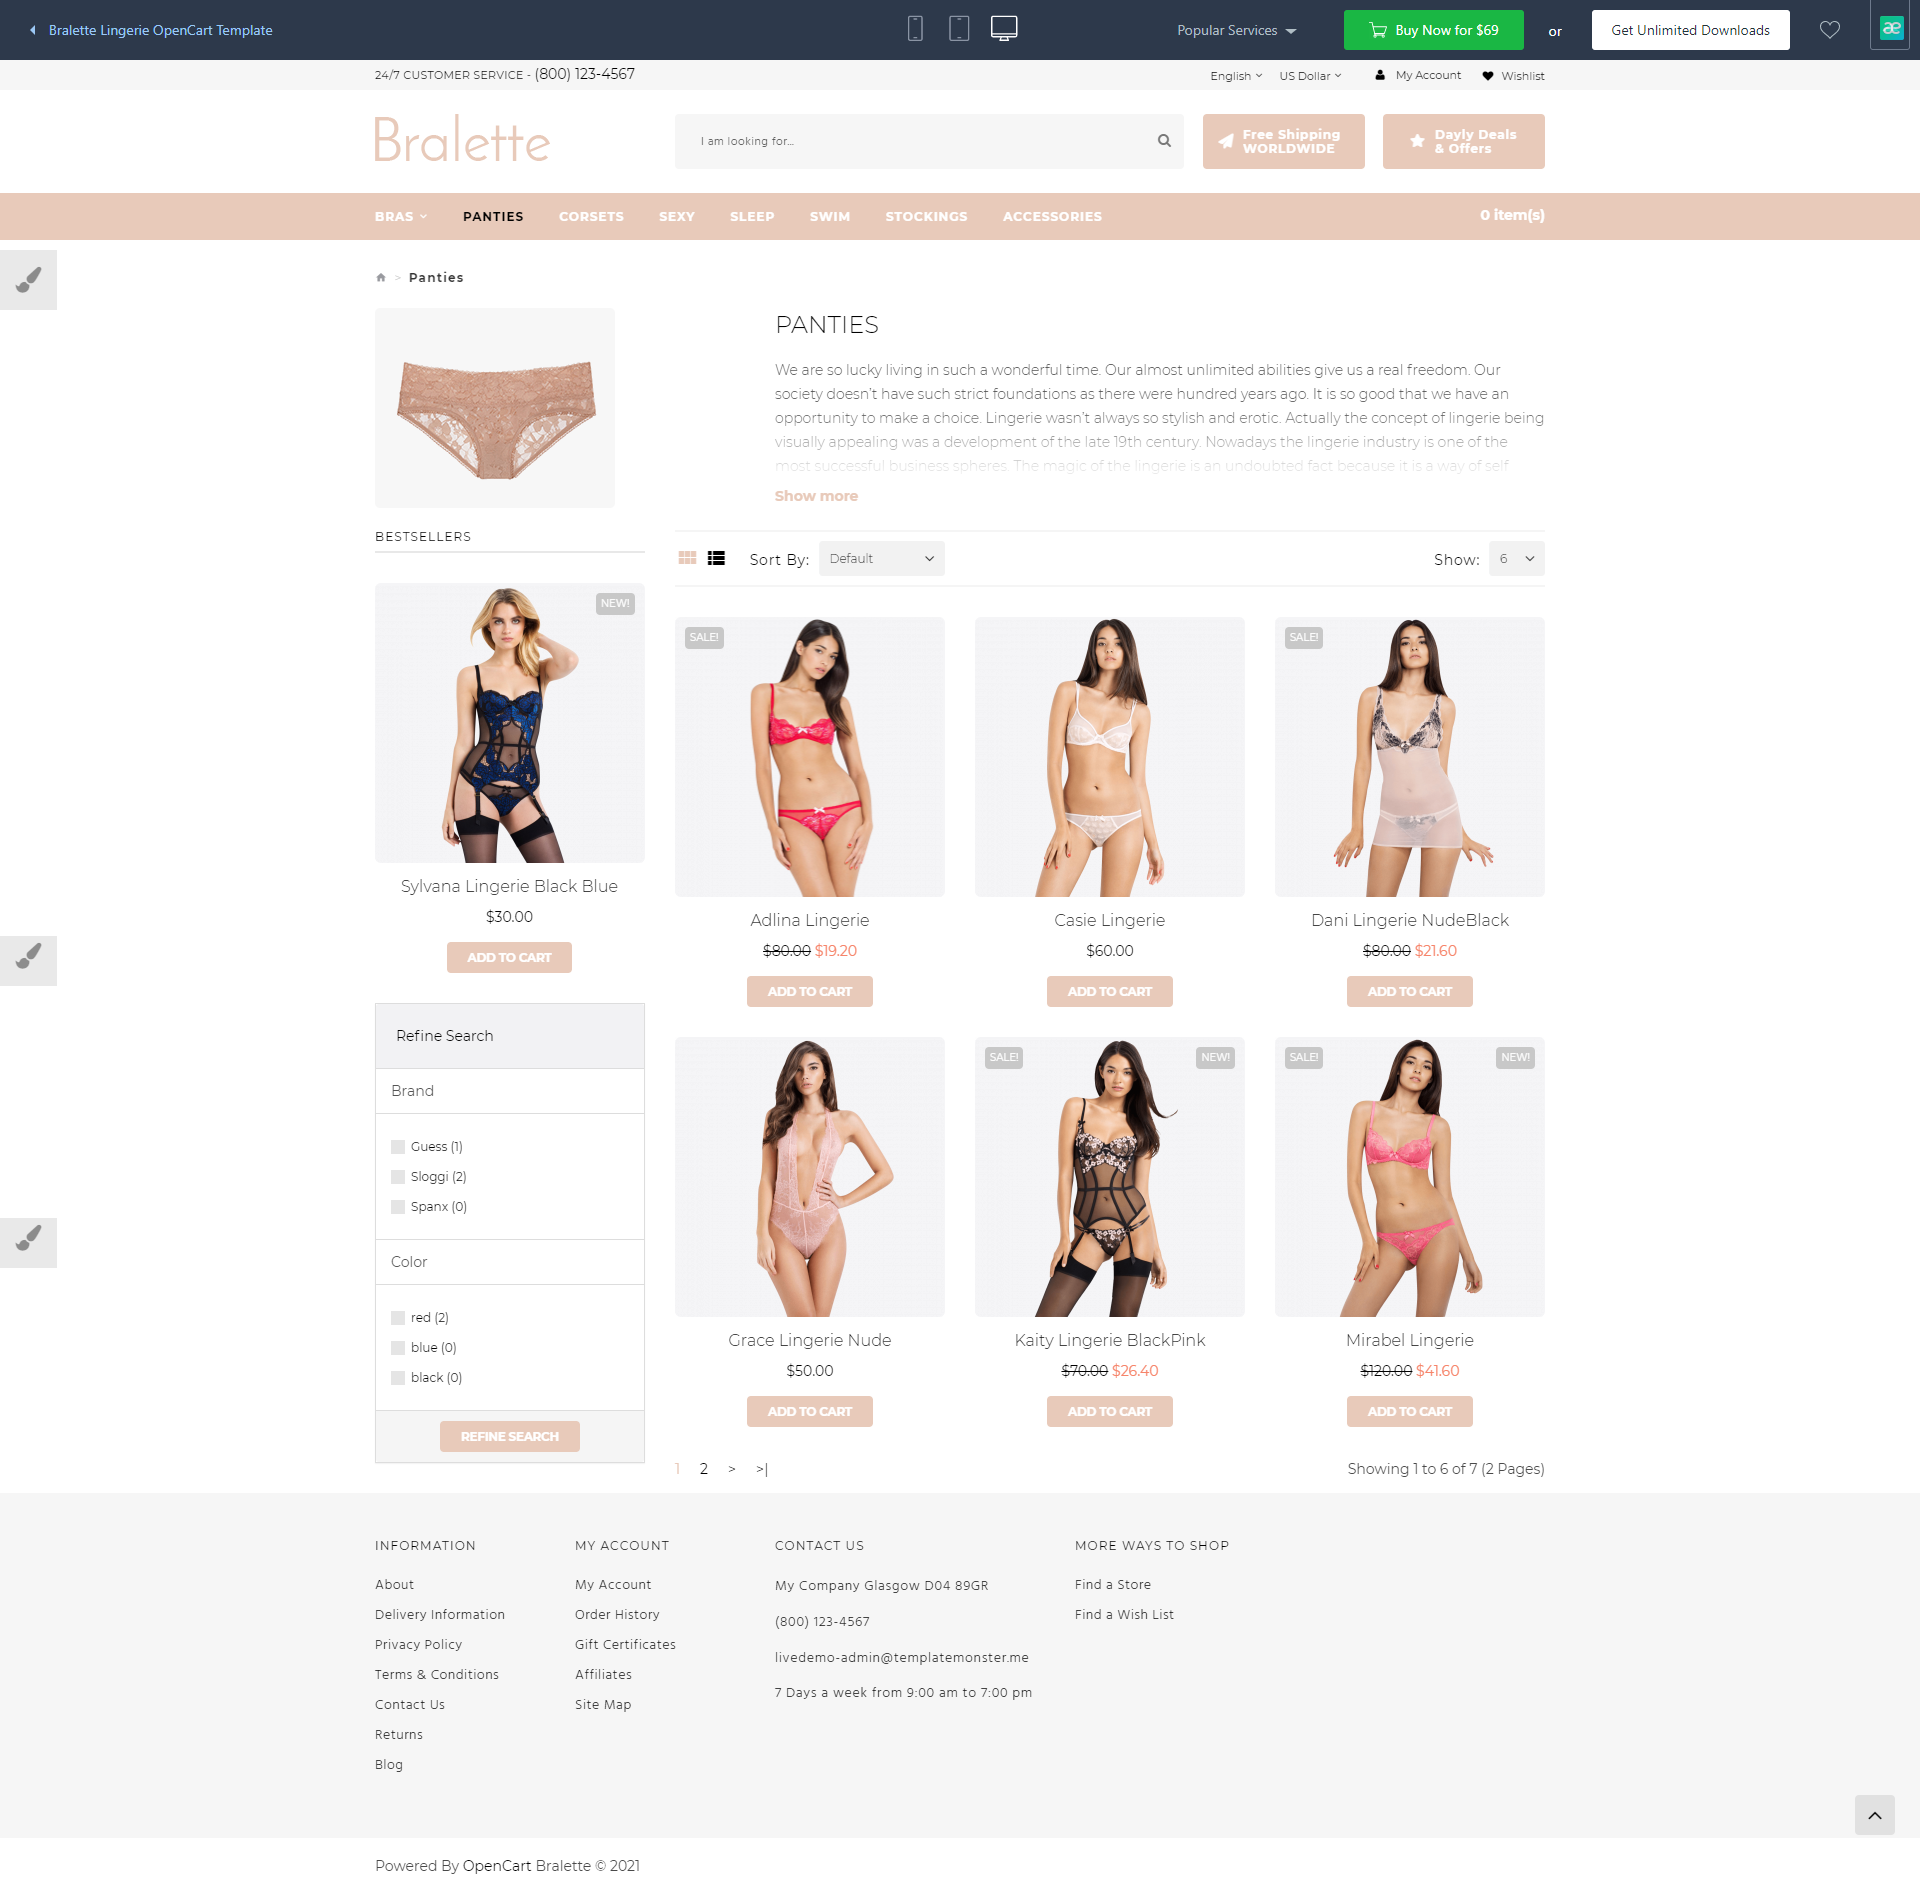 Bralette Lingerie OpenCart Template
Popular Services
Buy Now for $69
or
Get Unlimited Downloads
24/7 CUSTOMER SERVICE - (800) 123-4567
English
US Dollar
My Account
Wishlist
Bralette
I am looking for...
Free Shipping
WORLDWIDE
Dayly Deals
& Offers
BRAS
PANTIES
CORSETS
SEXY
SLEEP
SWIM
STOCKINGS
ACCESSORIES
0 item(s)
> Panties
PANTIES
We are so lucky living in such a wonderful time. Our almost unlimited abilities give us a real freedom. Our
society doesn't have such strict foundations as there were hundred years ago. It is so good that we have an
opportunity to make a choice. Lingerie wasn't always so stylish and erotic. Actually the concept of lingerie being
visually appealing was a development of the late 19th century. Nowadays the lingerie industry is one of the
most successful business spheres. The magic of the lingerie is an undoubted fact because it is a way of self
Show more
BESTSELLERS
NEW!
Sylvana Lingerie Black Blue
$30.00
ADD TO CART
Refine Search
Brand
Guess (1)
Sloggi (2)
Spanx (0)
Color
red (2)
blue (0)
black (0)
REFINE SEARCH
Sort By:
Default
Show:
6
SALE!
Adlina Lingerie
$80.00 $19.20
ADD TO CART
Casie Lingerie
$60.00
ADD TO CART
SALE!
Dani Lingerie NudeBlack
$80.00 $21.60
ADD TO CART
Grace Lingerie Nude
$50.00
ADD TO CART
SALE!
NEW!
Kaity Lingerie BlackPink
$70.00 $26.40
ADD TO CART
SALE!
NEW!
Mirabel Lingerie
$120.00 $41.60
ADD TO CART
1 2 > >|
Showing 1 to 6 of 7 (2 Pages)
INFORMATION
About
Delivery Information
Privacy Policy
Terms & Conditions
Contact Us
Returns
Blog
MY ACCOUNT
My Account
Order History
Gift Certificates
Affiliates
Site Map
CONTACT US
My Company Glasgow D04 89GR
(800) 123-4567
livedemo-admin@templatemonster.me
7 Days a week from 9:00 am to 7:00 pm
MORE WAYS TO SHOP
Find a Store
Find a Wish List
Powered By OpenCart Bralette © 2021